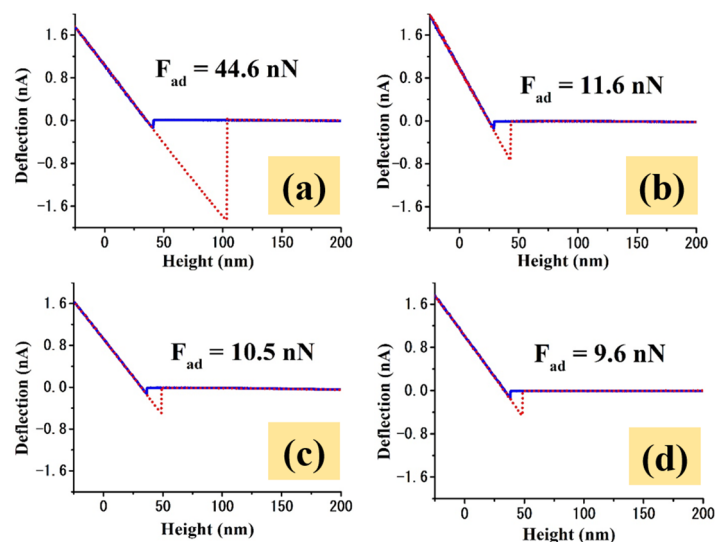 1.6
0.8
0.0
-0.8
-1.6
Deflection (nA)
F_ad = 44.6 nN
(a)
0 50 100 150 200
Height (nm)
1.6
0.8
0.0
-0.8
-1.6
Deflection (nA)
F_ad = 11.6 nN
(b)
0 50 100 150 200
Height (nm)
1.6
0.8
0.0
-0.8
-1.6
Deflection (nA)
F_ad = 10.5 nN
(c)
0 50 100 150 200
Height (nm)
1.6
0.8
0.0
-0.8
-1.6
Deflection (nA)
F_ad = 9.6 nN
(d)
0 50 100 150 200
Height (nm)